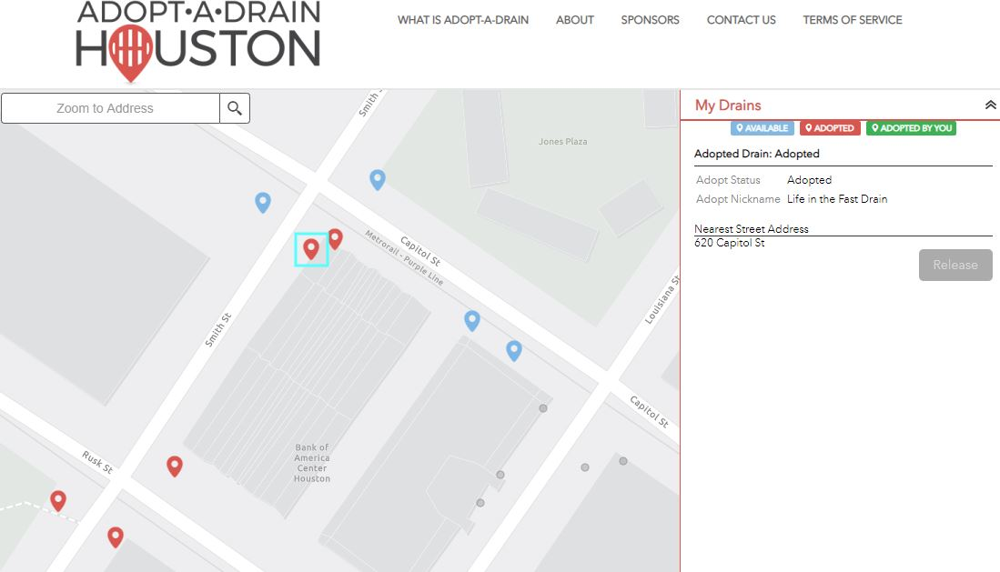 ADOPT•A•DRAIN
HOUSTON
WHAT IS ADOPT-A-DRAIN
ABOUT
SPONSORS
CONTACT US
TERMS OF SERVICE
Zoom to Address
Smith
Jones Plaza
Capitol St
Metrorail - Purple Line
Louisiana St
Smith St
Capitol St
Bank of
America
Center
Houston
Rusk St
My Drains
AVAILABLE
ADOPTED
ADOPTED BY YOU
Adopted Drain: Adopted
Adopt Status Adopted
Adopt Nickname Life in the Fast Drain
Nearest Street Address
620 Capitol St
Release